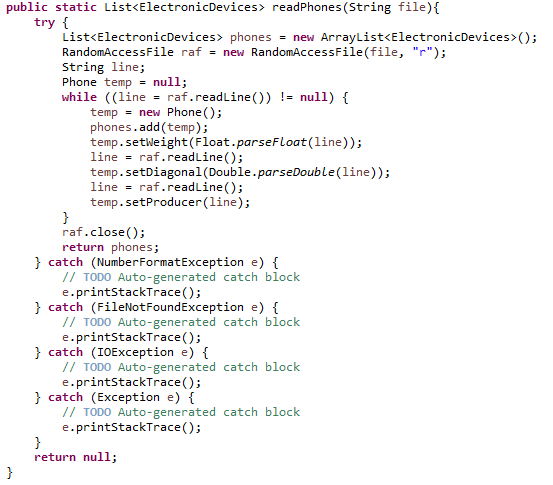 public static List<ElectronicDevices> readPhones(String file){
    try {
        List<ElectronicDevices> phones = new ArrayList<ElectronicDevices>();
        RandomAccessFile raf = new RandomAccessFile(file, "r");
        String line;
        Phone temp = null;
        while ((line = raf.readLine()) != null) {
            temp = new Phone();
            phones.add(temp);
            temp.setWeight(Float.parseFloat(line));
            line = raf.readLine();
            temp.setDiagonal(Double.parseDouble(line));
            line = raf.readLine();
            temp.setProducer(line);
        }
        raf.close();
        return phones;
    } catch (NumberFormatException e) {
        // TODO Auto-generated catch block
        e.printStackTrace();
    } catch (FileNotFoundException e) {
        // TODO Auto-generated catch block
        e.printStackTrace();
    } catch (IOException e) {
        // TODO Auto-generated catch block
        e.printStackTrace();
    } catch (Exception e) {
        // TODO Auto-generated catch block
        e.printStackTrace();
    }
    return null;
}